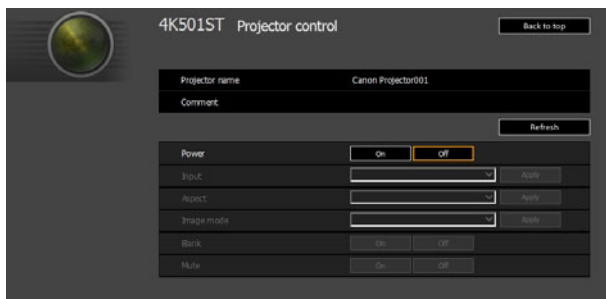 4K501ST Projector control
Back to top
Projector name Canon Projector001
Comment
Refresh
Power On Off
Input Apply
Aspect Apply
Image mode Apply
Blank On Off
Mute On Off